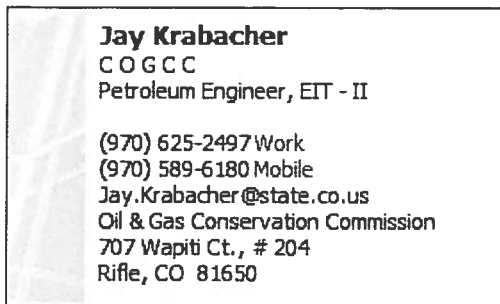 Jay Krabacher
C O G C C
Petroleum Engineer, EIT - II
(970) 625-2497 Work
(970) 589-6180 Mobile
Jay.Krabacher@state.co.us
Oil & Gas Conservation Commission
707 Wapiti Ct., # 204
Rifle, CO 81650